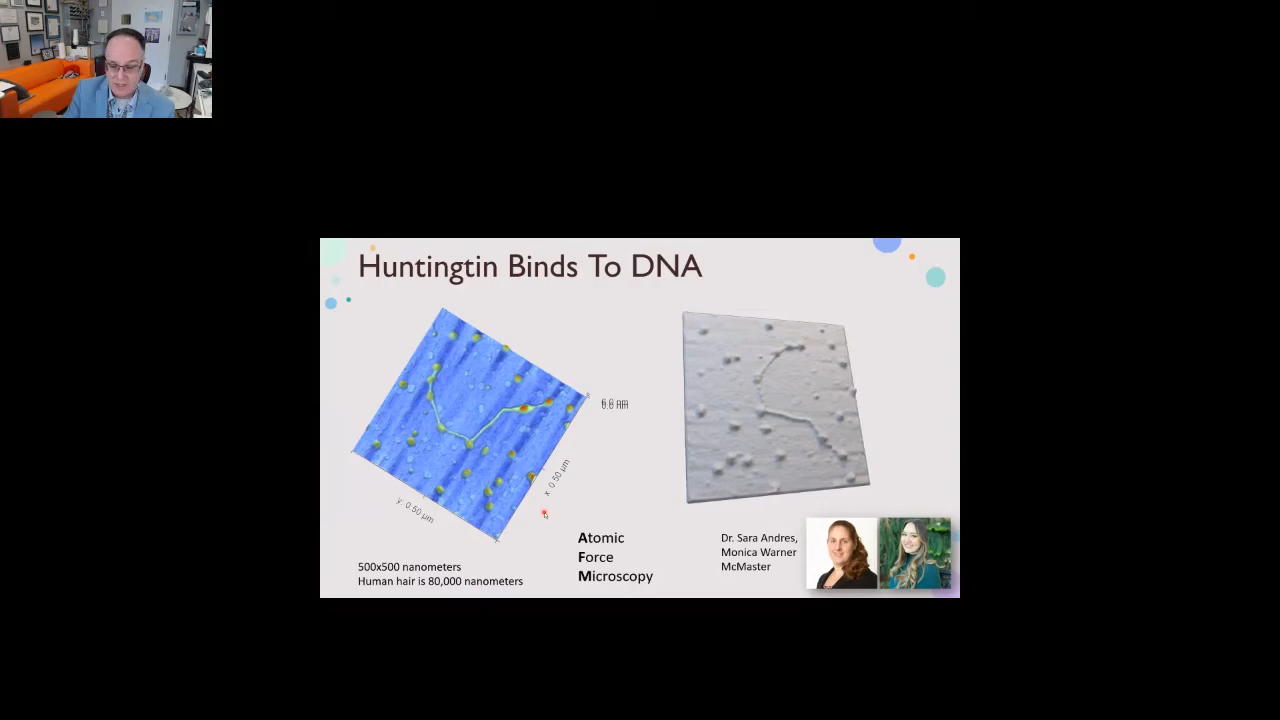 Huntingtin Binds To DNA
x: 0.50 µm
y: 0.50 µm
Atomic
Force
Microscopy
Dr. Sara Andres,
Monica Warner
McMaster
500x500 nanometers
Human hair is 80,000 nanometers